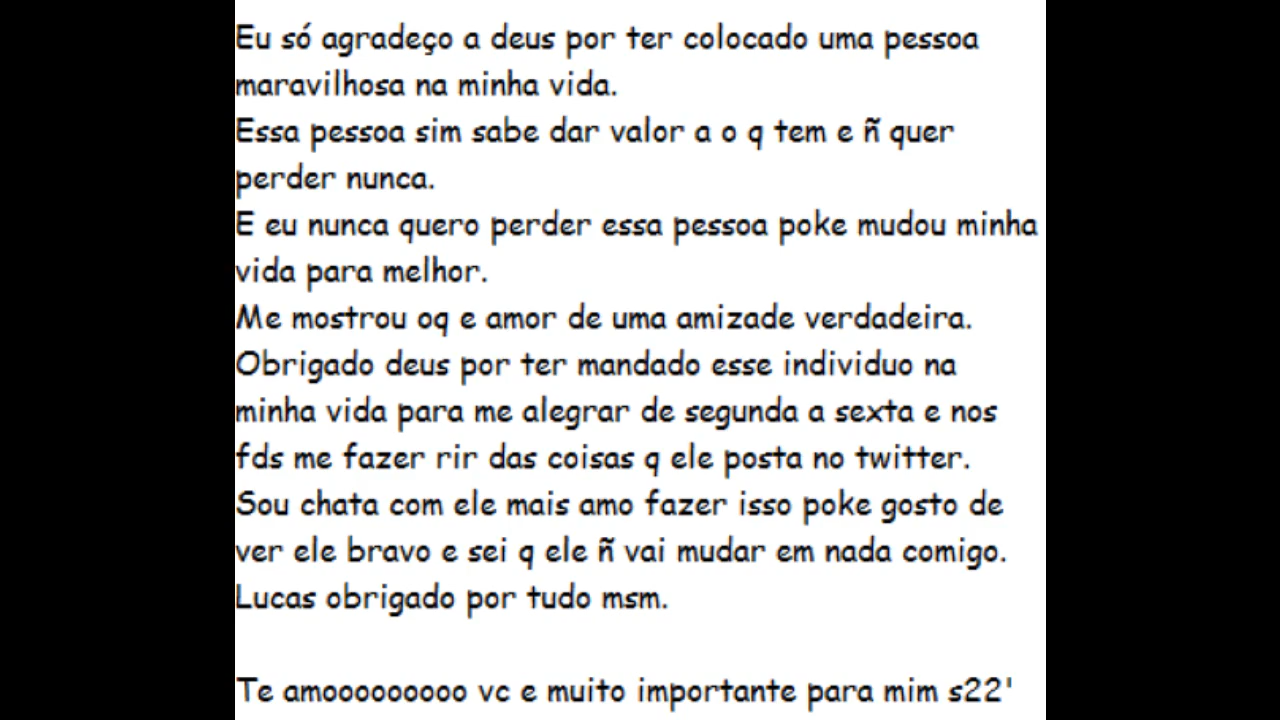 Eu só agradeço a deus por ter colocado uma pessoa
maravilhosa na minha vida.
Essa pessoa sim sabe dar valor a o q tem e ñ quer
perder nunca.
E eu nunca quero perder essa pessoa poke mudou minha
vida para melhor.
Me mostrou oq e amor de uma amizade verdadeira.
Obrigado deus por ter mandado esse individuo na
minha vida para me alegrar de segunda a sexta e nos
fds me fazer rir das coisas q ele posta no twitter.
Sou chata com ele mais amo fazer isso poke gosto de
ver ele bravo e sei q ele ñ vai mudar em nada comigo.
Lucas obrigado por tudo msm.
Te amooooooooo vc e muito importante para mim s22'